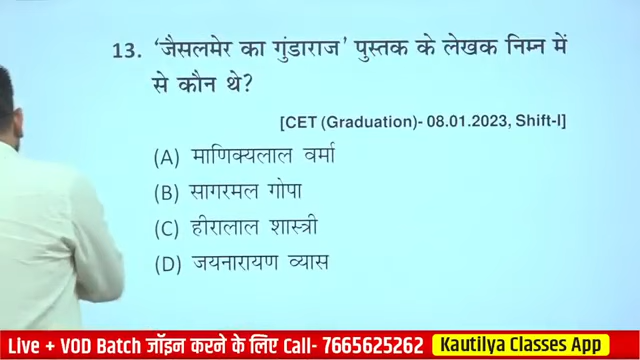 13. ‘जैसलमेर का गुंडाराज’ पुस्तक के लेखक निम्न में
से कौन थे?
[CET (Graduation)- 08.01.2023, Shift-I]
(A) माणिक्यलाल वर्मा
(B) सागरमल गोपा
(C) हीरालाल शास्त्री
(D) जयनारायण व्यास
Live + VOD Batch जॉइन करने के लिए Call- 7665625262 Kautilya Classes App